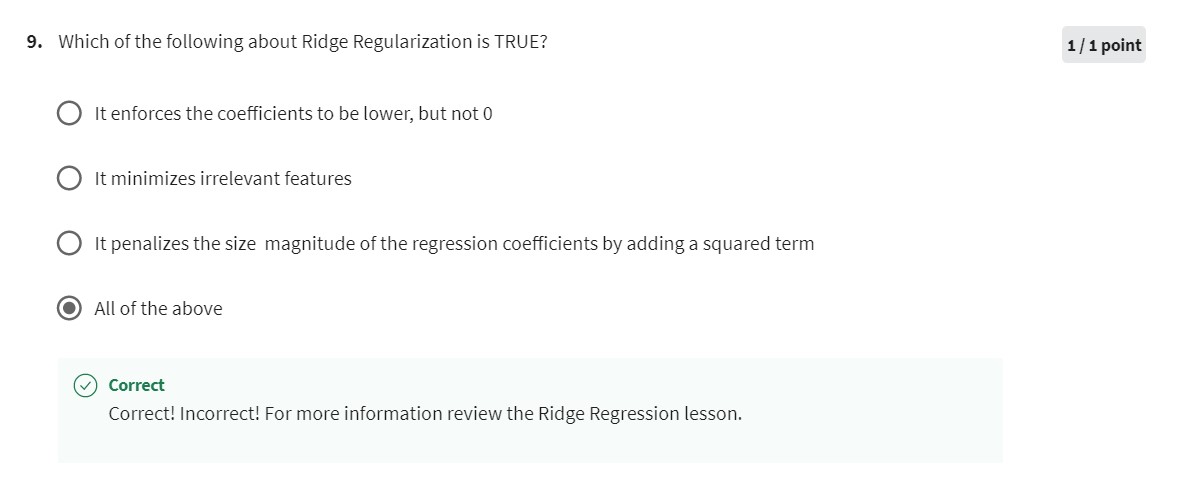 9. Which of the following about Ridge Regularization is TRUE?
1 / 1 point
It enforces the coefficients to be lower, but not 0
It minimizes irrelevant features
It penalizes the size  magnitude of the regression coefficients by adding a squared term
All of the above
Correct
Correct! Incorrect! For more information review the Ridge Regression lesson.